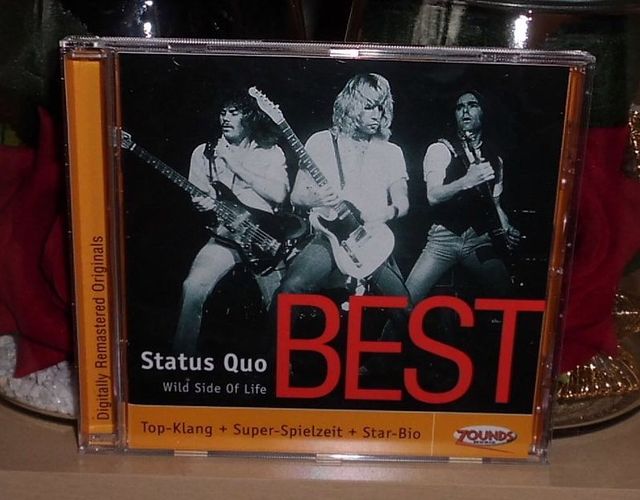 Digitally Remastered Originals
Status Quo
Wild Side Of Life
BEST
Top-Klang + Super-Spielzeit + Star-Bio
ZOUNDS